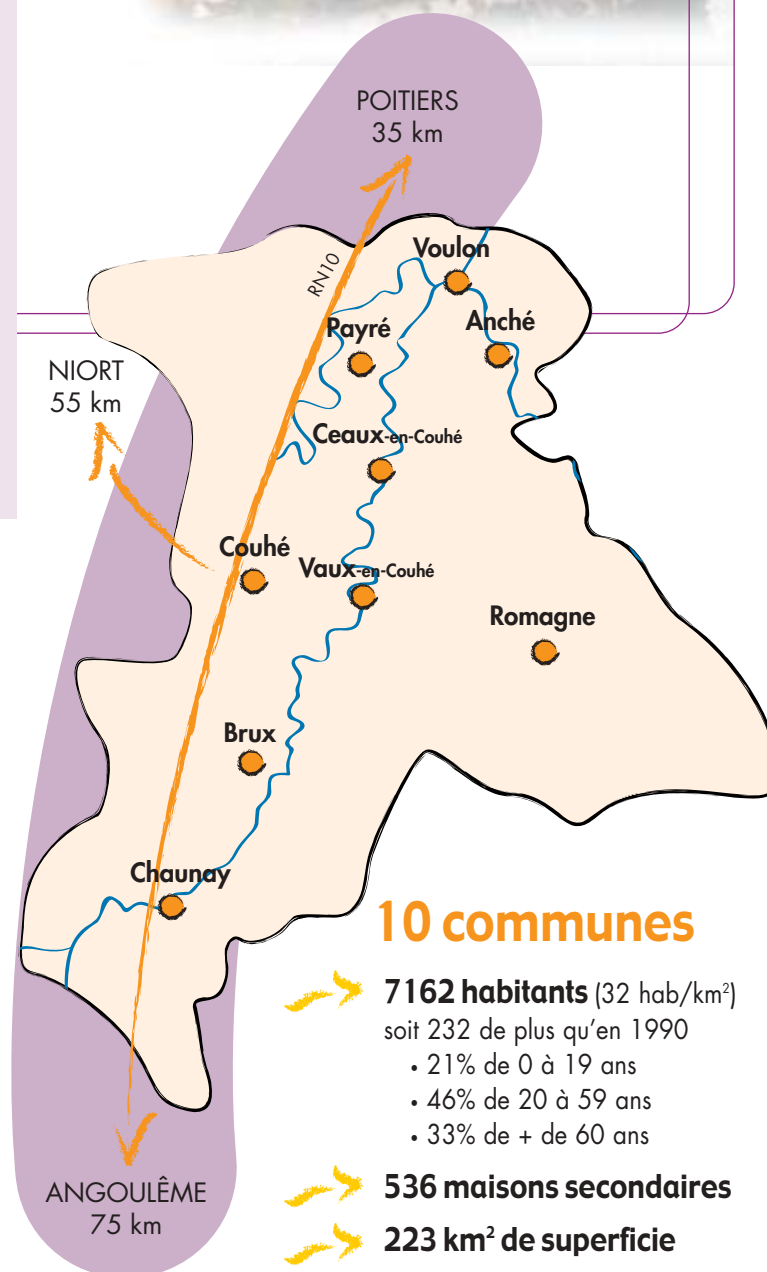 POITIERS
35 km
RN10
Voulon
Payré
Anché
NIORT
55 km
Ceaux-en-Couhé
Couhé
Vaux-en-Couhé
Romagne
Brux
Chaunay
10 communes
7162 habitants (32 hab/km²)
soit 232 de plus qu’en 1990
• 21% de 0 à 19 ans
• 46% de 20 à 59 ans
• 33% de + de 60 ans
ANGOULÊME
75 km
536 maisons secondaires
223 km² de superficie